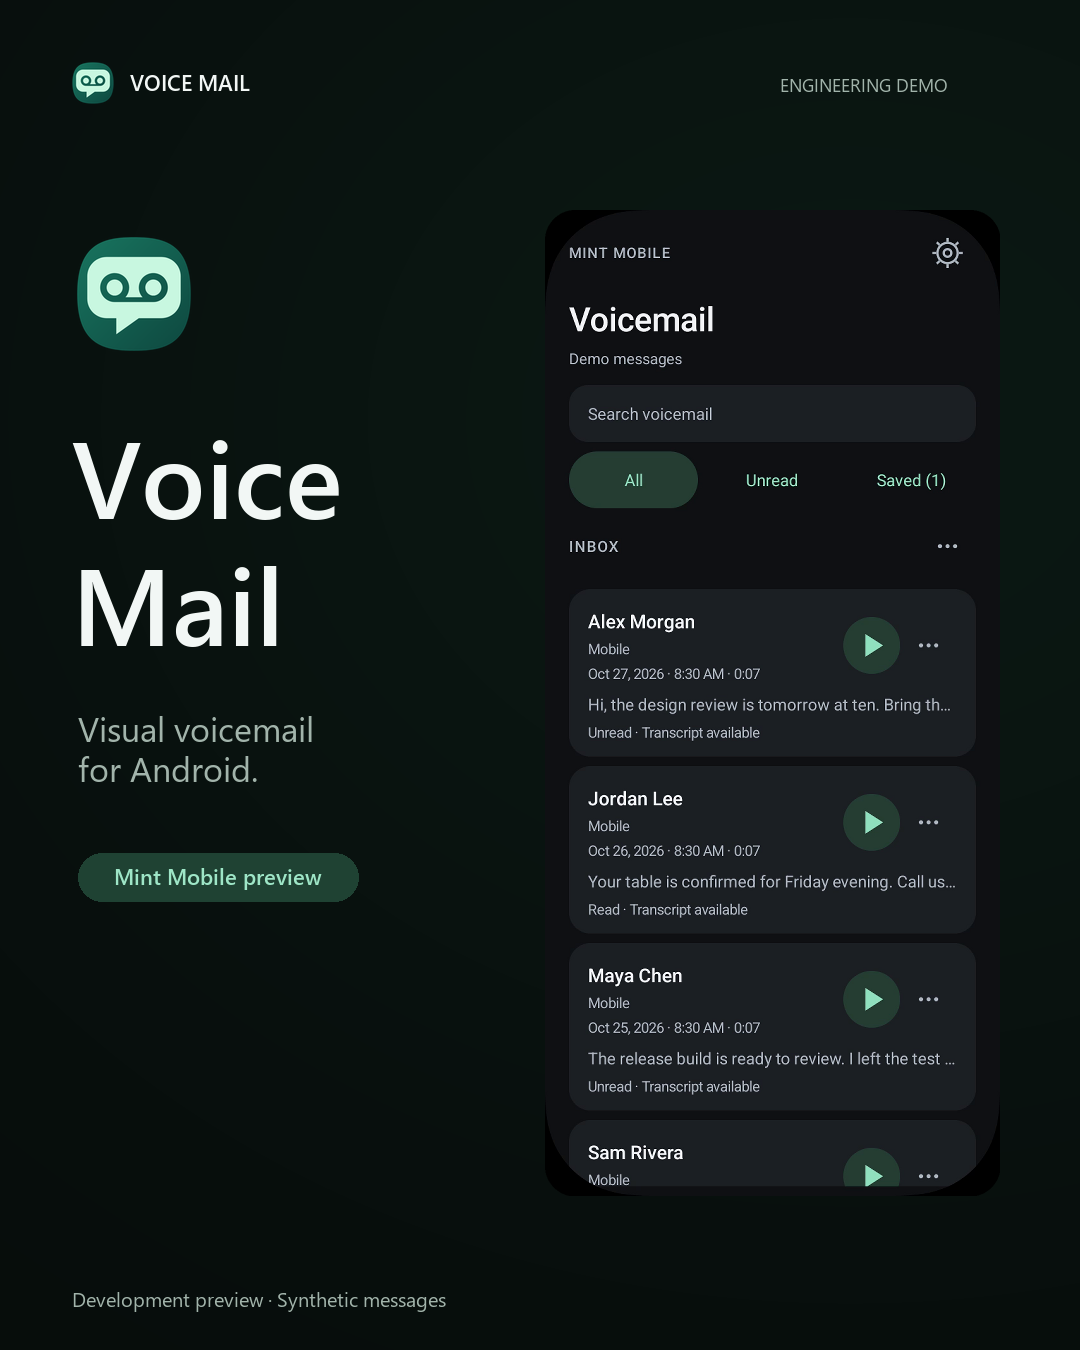 VOICE MAIL
ENGINEERING DEMO
Voice
Mail
Visual voicemail
for Android.
Mint Mobile preview
MINT MOBILE
Voicemail
Demo messages
Search voicemail
All
Unread
Saved (1)
INBOX
Alex Morgan
Mobile
Oct 27, 2026 · 8:30 AM · 0:07
Hi, the design review is tomorrow at ten. Bring th...
Unread · Transcript available
Jordan Lee
Mobile
Oct 26, 2026 · 8:30 AM · 0:07
Your table is confirmed for Friday evening. Call us...
Read · Transcript available
Maya Chen
Mobile
Oct 25, 2026 · 8:30 AM · 0:07
The release build is ready to review. I left the test ...
Unread · Transcript available
Sam Rivera
Mobile
Development preview · Synthetic messages